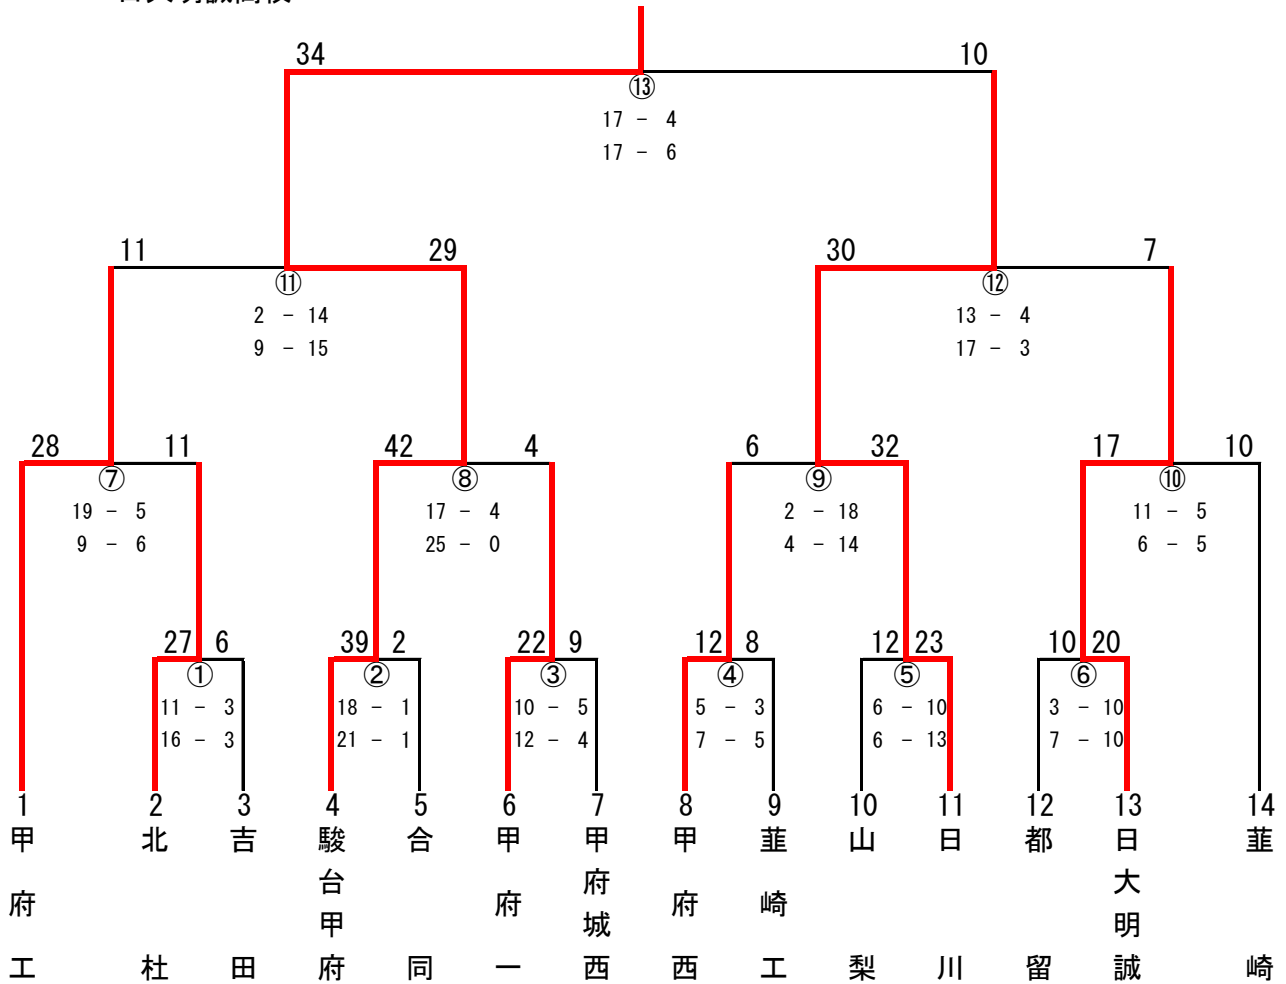 34 10
⑬
17 - 4
17 - 6
11 29 30 7
⑪ ⑫
2 - 14 13 - 4
9 - 15 17 - 3
28 11 42 4 6 32 17 10
⑦ ⑧ ⑨ ⑩
19 - 5 17 - 4 2 - 18 11 - 5
9 - 6 25 - 0 4 - 14 6 - 5
27 6 39 2 22 9 12 8 12 23 10 20
① ② ③ ④ ⑤ ⑥
11 - 3 18 - 1 10 - 5 5 - 3 6 - 10 3 - 10
16 - 3 21 - 1 12 - 4 7 - 5 6 - 13 7 - 10
1 2 3 4 5 6 7 8 9 10 11 12 13 14
甲府工
北杜
吉田
駿台甲府
合同
甲府一
甲府城西
甲府西
韮崎工
山梨
日川
都留
日大明誠
韮崎